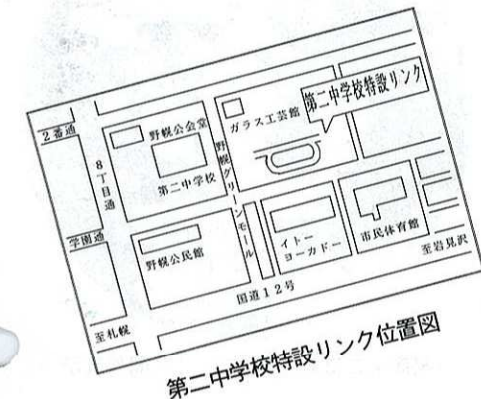 2番通
8丁目通
野幌公会堂
第二中学校
野幌グリーンモール
ガラス工芸館
第二中学校特設リンク
学園通
野幌公民館
イトー
ヨーカドー
市民体育館
国道12号
至岩見沢
至札幌
第二中学校特設リンク位置図